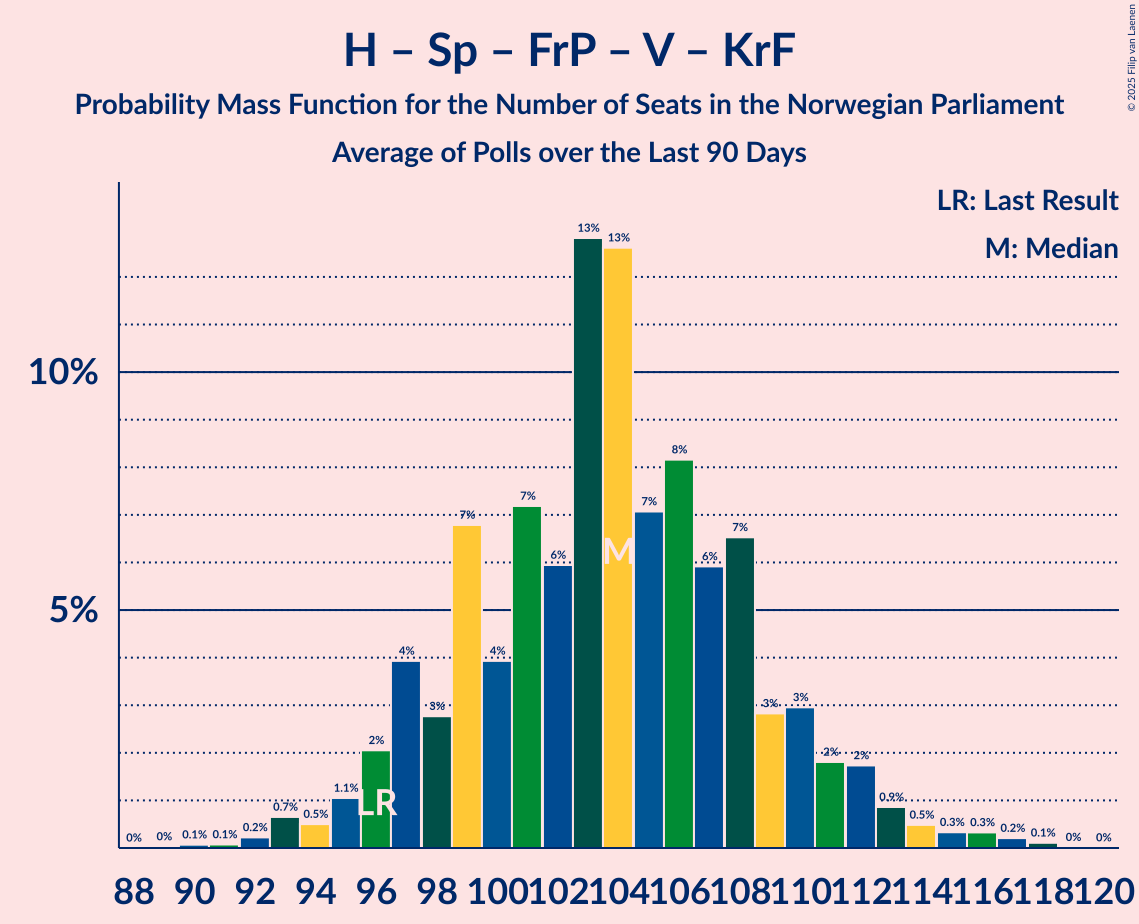 H – Sp – FrP – V – KrF
Probability Mass Function for the Number of Seats in the Norwegian Parliament
Average of Polls over the Last 90 Days
© 2025 Filip van Laenen
LR: Last Result
M: Median
10%
5%
0% 0% 0.1% 0.1% 0.2% 0.7% 0.5% 1.1% 2% 4% 3% 7% 4% 7% 6% 13% 13% 7% 8% 6% 7% 3% 3% 2% 2% 0.9% 0.5% 0.3% 0.3% 0.2% 0.1% 0% 0%
LR
M
88 90 92 94 96 98 100 102 104 106 108 110 112 114 116 118 120